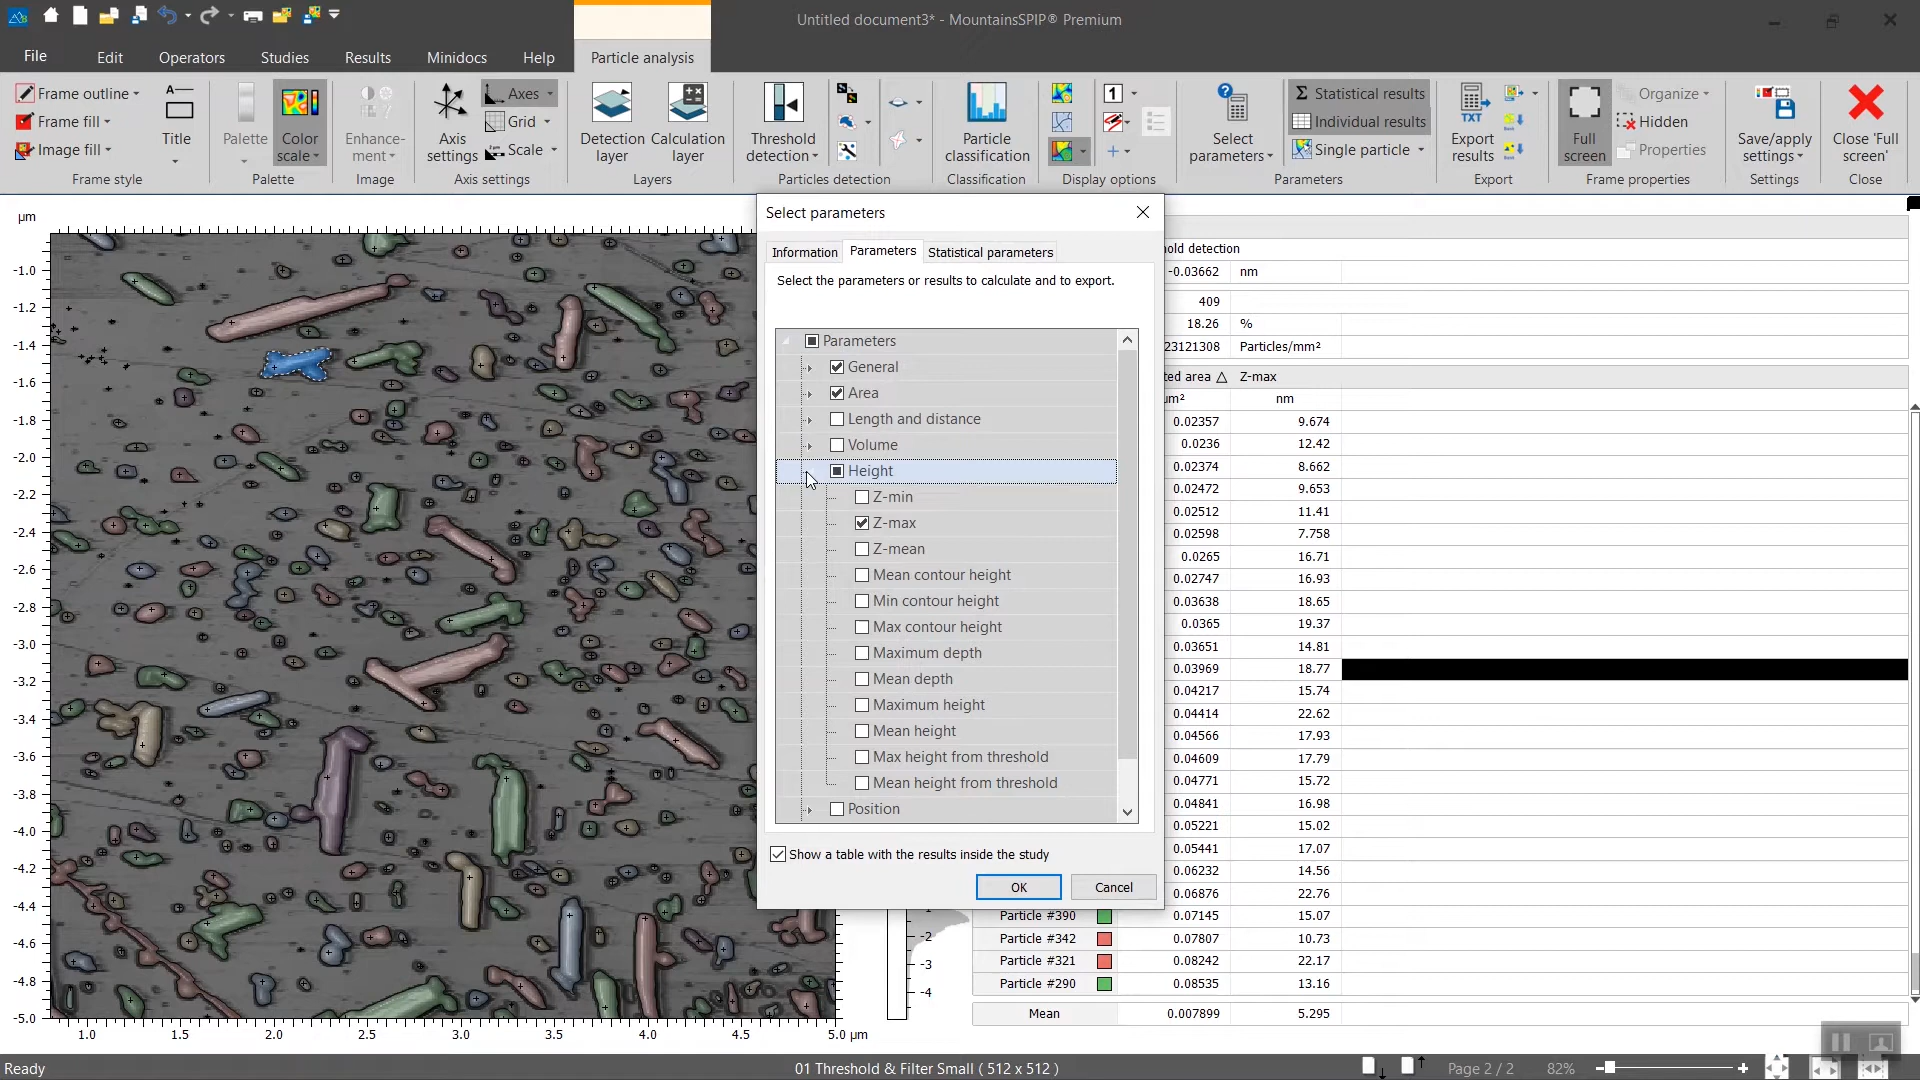 Untitled document3* - MountainsSPIP® Premium
File Edit Operators Studies Results Minidocs Help Particle analysis
Frame outline
Frame fill
Image fill
Title
Frame style
Palette
Color scale
Palette
Enhance-
ment
Image
Axis
settings
Axes
Grid
Scale
Axis settings
Detection
layer
Calculation
layer
Layers
Threshold
detection
Particles detection
Particle
classification
Classification
1
Display options
Select
parameters
Statistical results
Individual results
Single particle
Parameters
TXT
Export
results
Export
Full
screen
Organize
Hidden
Properties
Frame properties
Save/apply
settings
Settings
Close 'Full
screen'
Close
µm
-1.0
-1.2
-1.4
-1.6
-1.8
-2.0
-2.2
-2.4
-2.6
-2.8
-3.0
-3.2
-3.4
-3.6
-3.8
-4.0
-4.2
-4.4
-4.6
-4.8
-5.0
1.0 1.5 2.0 2.5 3.0 3.5 4.0 4.5 5.0 µm
Select parameters
Information Parameters Statistical parameters
Select the parameters or results to calculate and to export.
Parameters
General
Area
Length and distance
Volume
Height
Z-min
Z-max
Z-mean
Mean contour height
Min contour height
Max contour height
Maximum depth
Mean depth
Maximum height
Mean height
Max height from threshold
Mean height from threshold
Position
Show a table with the results inside the study
OK Cancel
-2
-3
-4
hold detection
-0.03662 nm
409
18.26 %
23121308 Particles/mm²
ted area △ Z-max
µm² nm
0.02357 9.674
0.0236 12.42
0.02374 8.662
0.02472 9.653
0.02512 11.41
0.02598 7.758
0.0265 16.71
0.02747 16.93
0.03638 18.65
0.0365 19.37
0.03651 14.81
0.03969 18.77
0.04217 15.74
0.04414 22.62
0.04566 17.93
0.04609 17.79
0.04771 15.72
0.04841 16.98
0.05221 15.02
0.05441 17.07
0.06232 14.56
0.06876 22.76
Particle #390 0.07145 15.07
Particle #342 0.07807 10.73
Particle #321 0.08242 22.17
Particle #290 0.08535 13.16
Mean 0.007899 5.295
Ready 01 Threshold & Filter Small ( 512 x 512 ) Page 2 / 2 82%